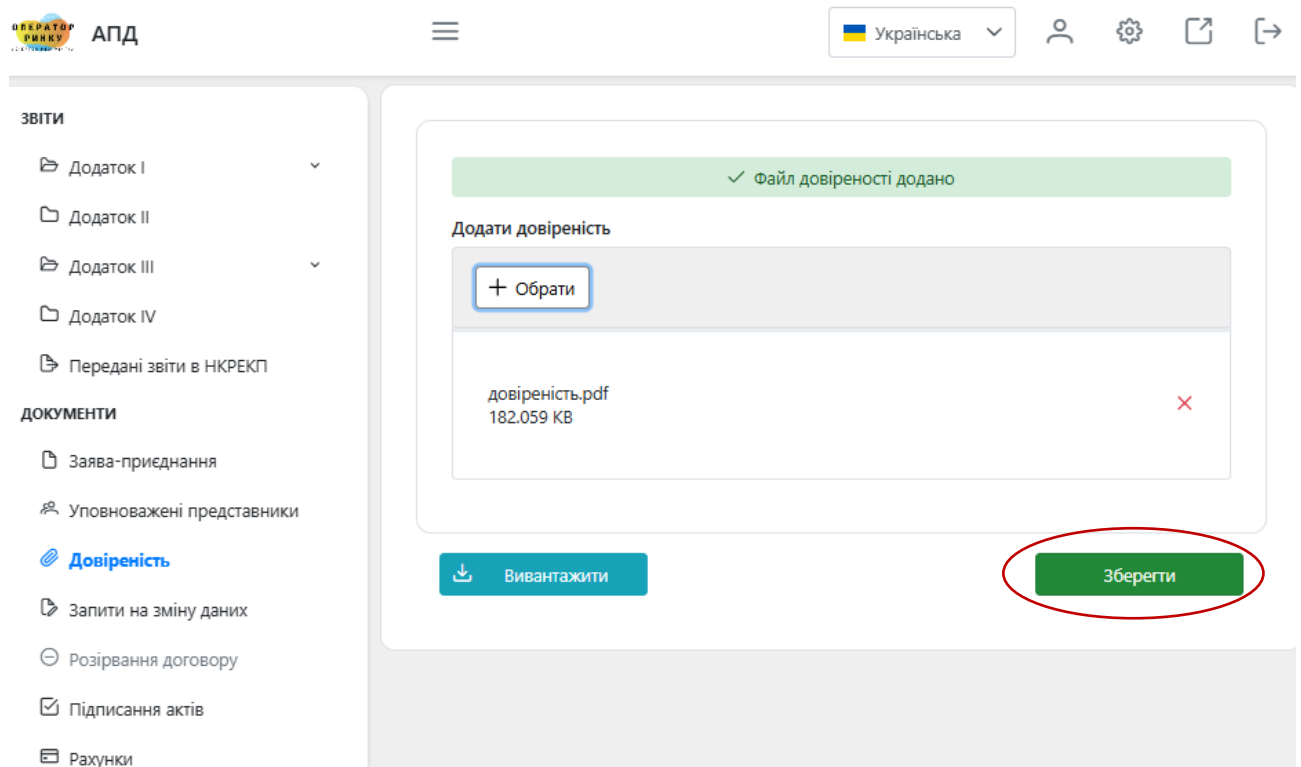 ОПЕРАТОР
РИНКУ
АПД
Українська
ЗВІТИ
Додаток I
Додаток II
Додаток III
Додаток IV
Передані звіти в НКРЕКП
ДОКУМЕНТИ
Заява-приєднання
Уповноважені представники
Довіреність
Запити на зміну даних
Розірвання договору
Підписання актів
Рахунки
Файл довіреності додано
Додати довіреність
Обрати
довіреність.pdf
182.059 KB
Вивантажити
Зберегти